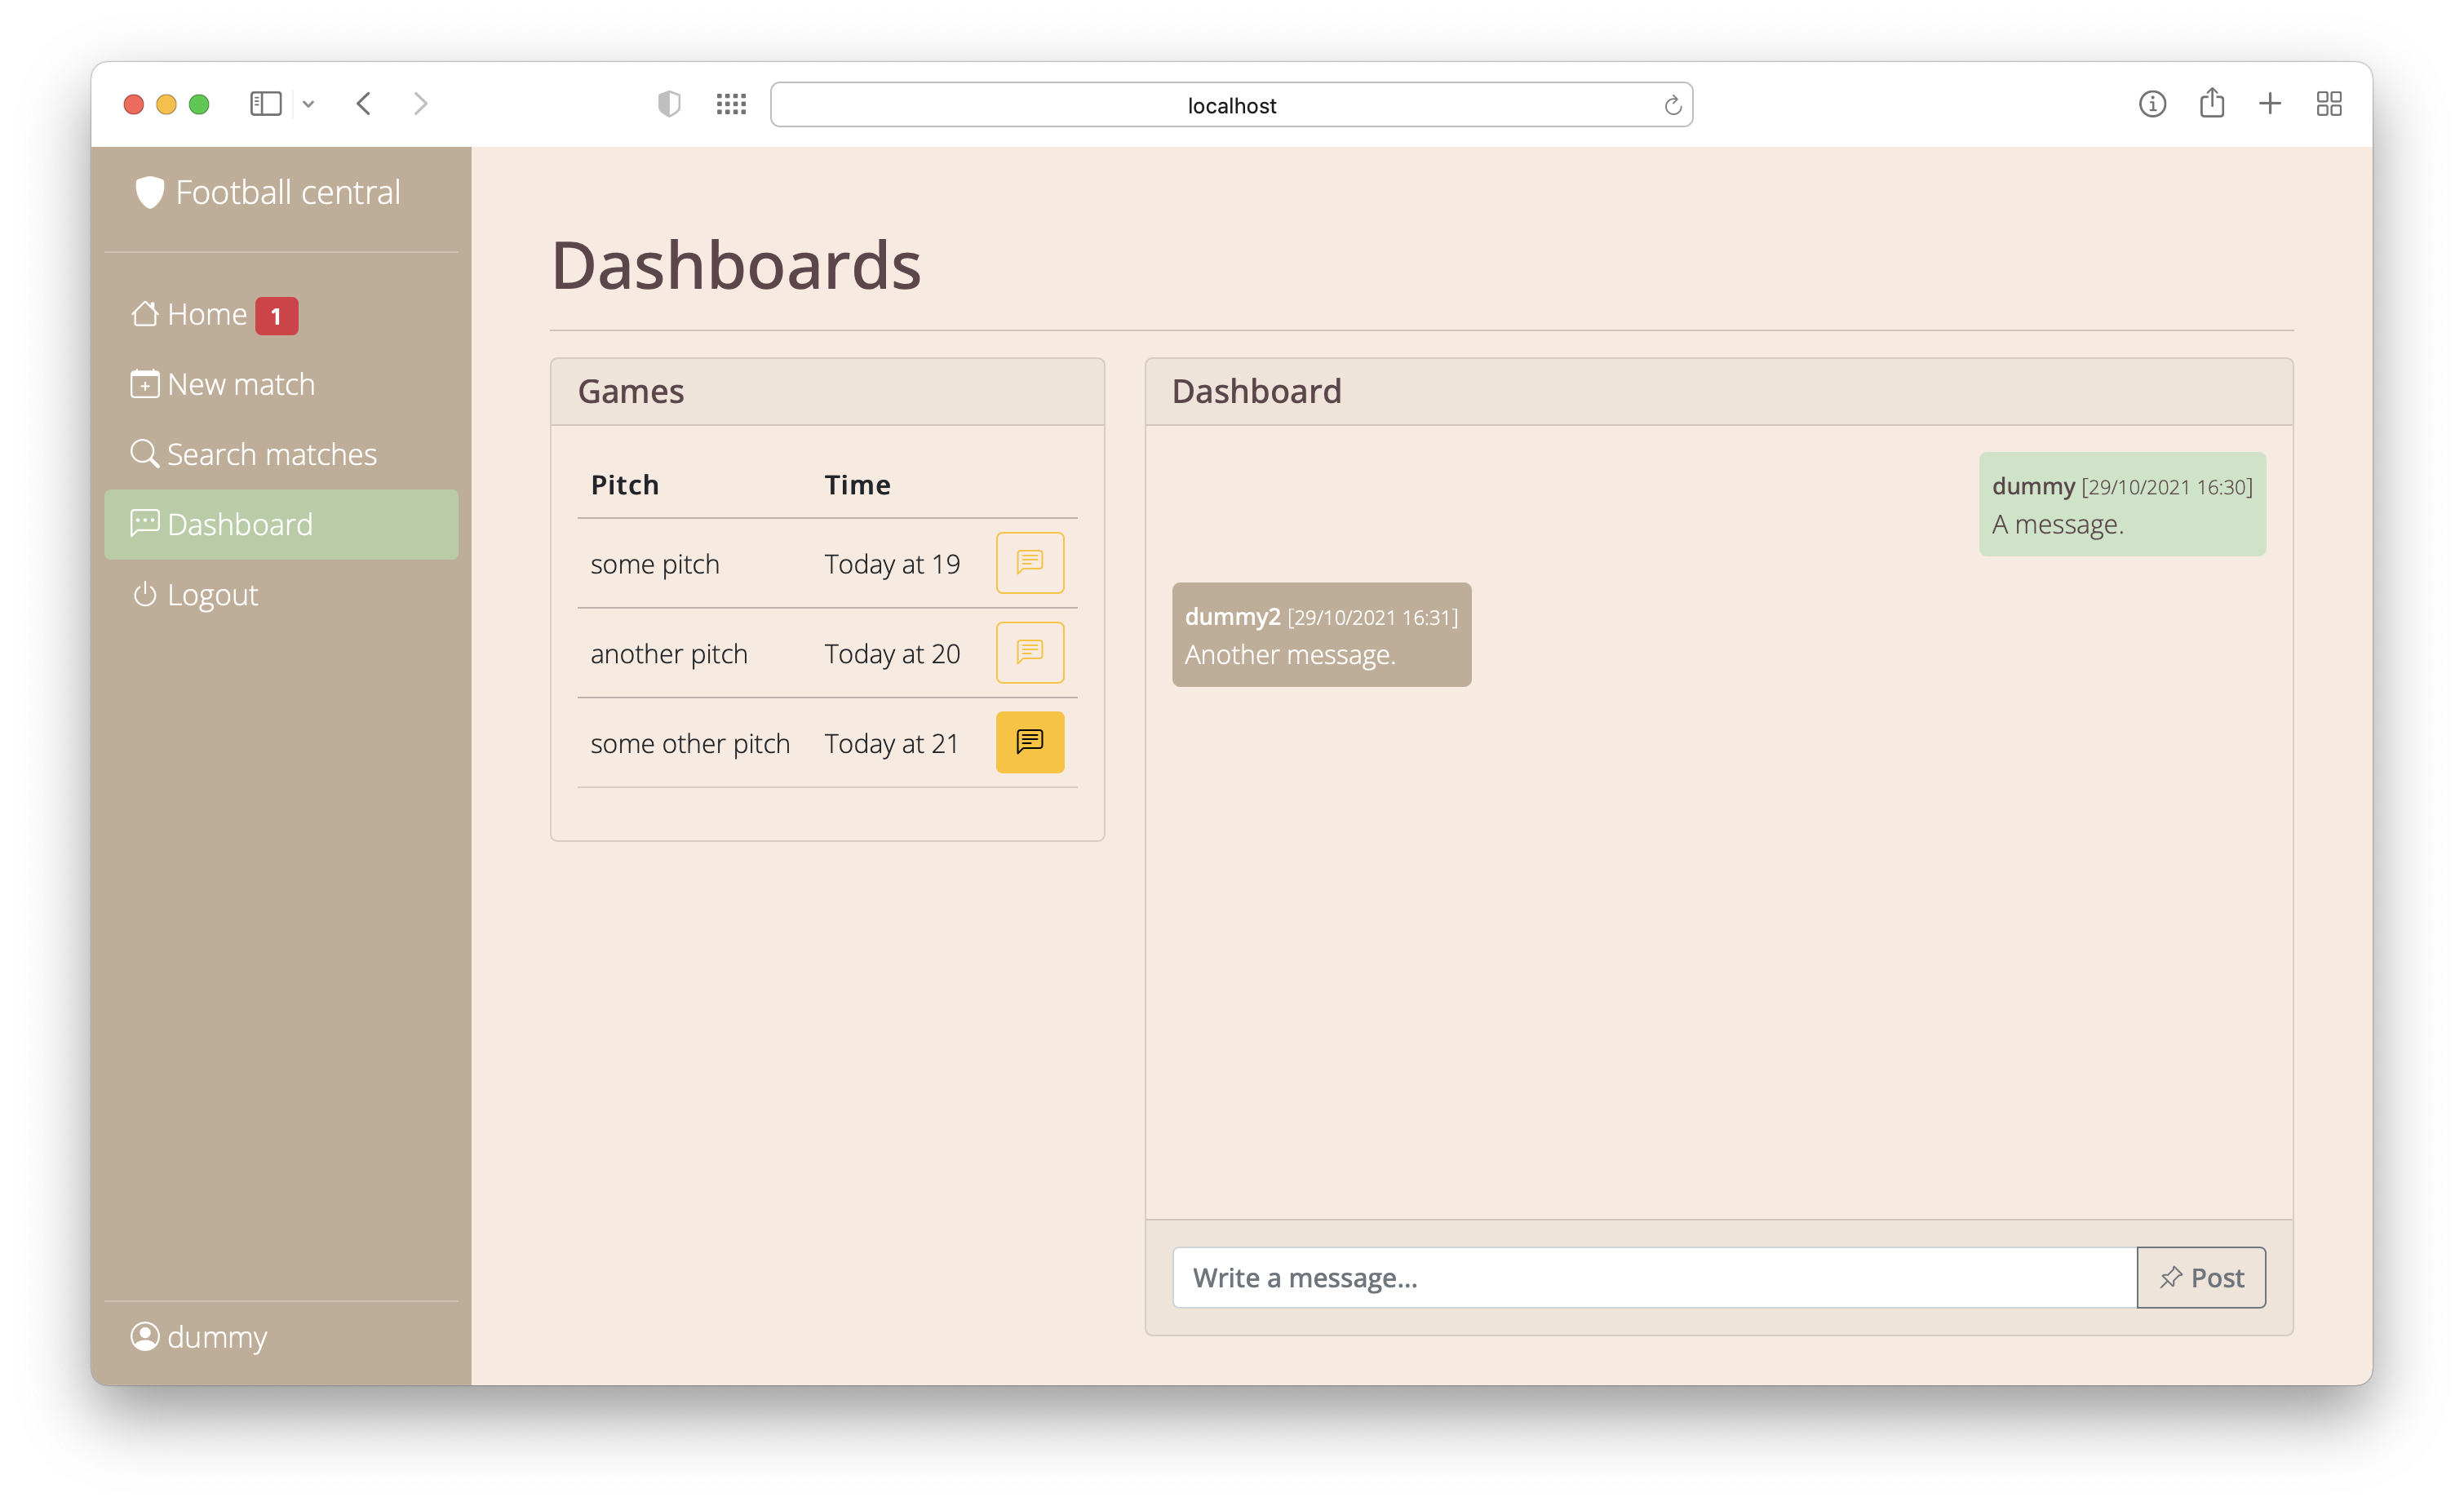 localhost
Football central
Home 1
New match
Search matches
Dashboard
Logout
dummy
Dashboards
Games
Pitch Time
some pitch Today at 19
another pitch Today at 20
some other pitch Today at 21
Dashboard
dummy [29/10/2021 16:30]
A message.
dummy2 [29/10/2021 16:31]
Another message.
Write a message...
Post